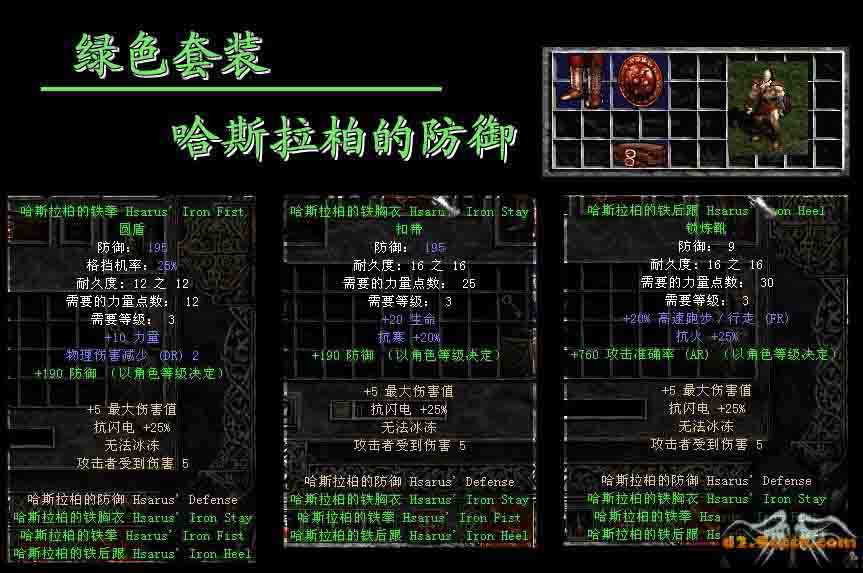 绿色套装
哈斯拉柏的防御
哈斯拉柏的铁拳 Hsarus' Iron Fist
圆盾
防御： 195
格挡机率：25%
耐久度：12 之 12
需要的力量点数： 12
需要等级： 3
+10 力量
物理伤害减少 (DR) 2
+190 防御 （以角色等级决定）
+5 最大伤害值
抗闪电 +25%
无法冰冻
攻击者受到伤害 5
哈斯拉柏的防御 Hsarus' Defense
哈斯拉柏的铁胸衣 Hsarus' Iron Stay
哈斯拉柏的铁拳 Hsarus' Iron Fist
哈斯拉柏的铁后跟 Hsarus' Iron Heel
哈斯拉柏的铁胸衣 Hsarus' Iron Stay
扣带
防御： 195
耐久度：16 之 16
需要的力量点数： 25
需要等级： 3
+20 生命
抗寒 +20%
+190 防御 （以角色等级决定）
+5 最大伤害值
抗闪电 +25%
无法冰冻
攻击者受到伤害 5
哈斯拉柏的防御 Hsarus' Defense
哈斯拉柏的铁胸衣 Hsarus' Iron Stay
哈斯拉柏的铁拳 Hsarus' Iron Fist
哈斯拉柏的铁后跟 Hsarus' Iron Heel
哈斯拉柏的铁后跟 Hsarus' Iron Heel
锁炼靴
防御： 9
耐久度：16 之 16
需要的力量点数： 30
需要等级： 3
+20% 高速跑步/行走 (FR)
抗火 +25%
+760 攻击准确率 (AR) （以角色等级决定）
+5 最大伤害值
抗闪电 +25%
无法冰冻
攻击者受到伤害 5
哈斯拉柏的防御 Hsarus' Defense
哈斯拉柏的铁胸衣 Hsarus' Iron Stay
哈斯拉柏的铁拳 Hsa
哈斯拉柏的铁后跟 Hsa